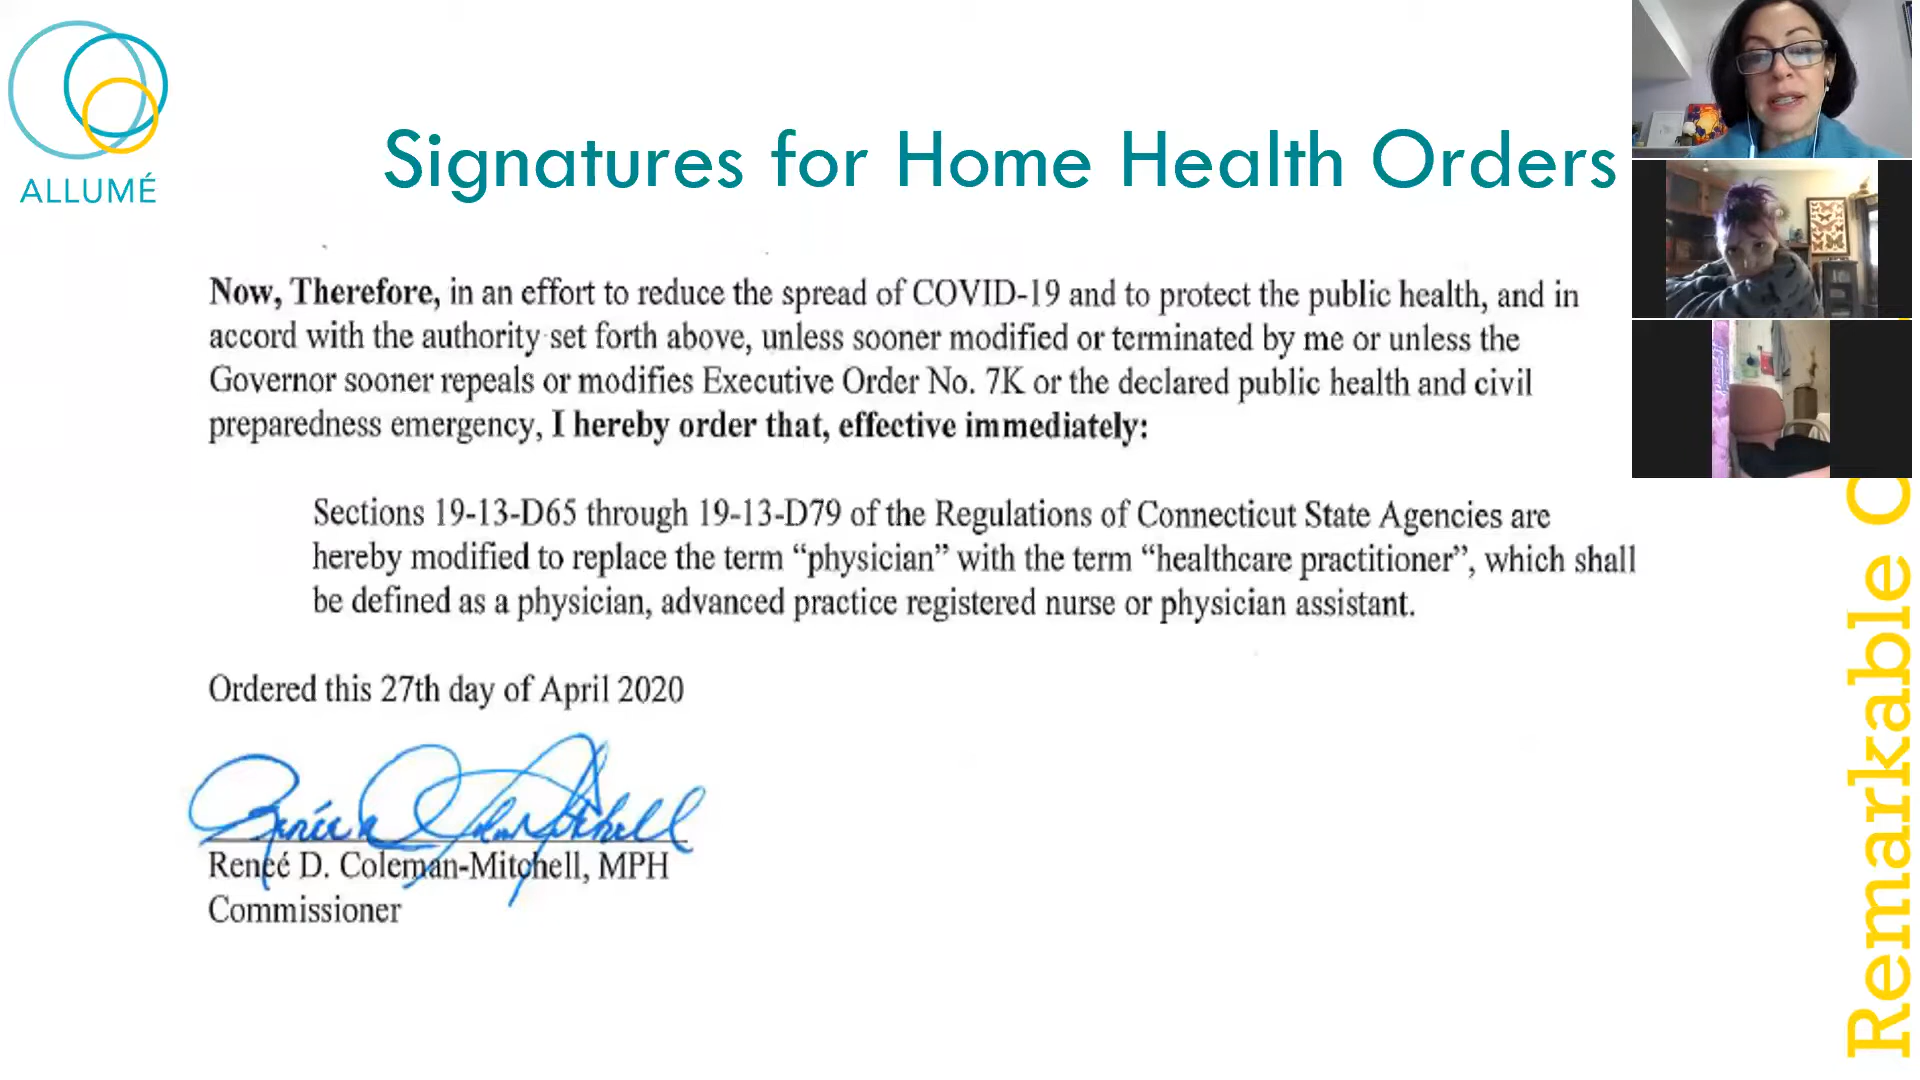 ALLUMÉ
Signatures for Home Health Orders
Now, Therefore, in an effort to reduce the spread of COVID-19 and to protect the public health, and in
accord with the authority set forth above, unless sooner modified or terminated by me or unless the
Governor sooner repeals or modifies Executive Order No. 7K or the declared public health and civil
preparedness emergency, I hereby order that, effective immediately:
Sections 19-13-D65 through 19-13-D79 of the Regulations of Connecticut State Agencies are
hereby modified to replace the term “physician” with the term “healthcare practitioner”, which shall
be defined as a physician, advanced practice registered nurse or physician assistant.
Ordered this 27th day of April 2020
Reneé D. Coleman-Mitchell, MPH
Commissioner
Remarkable